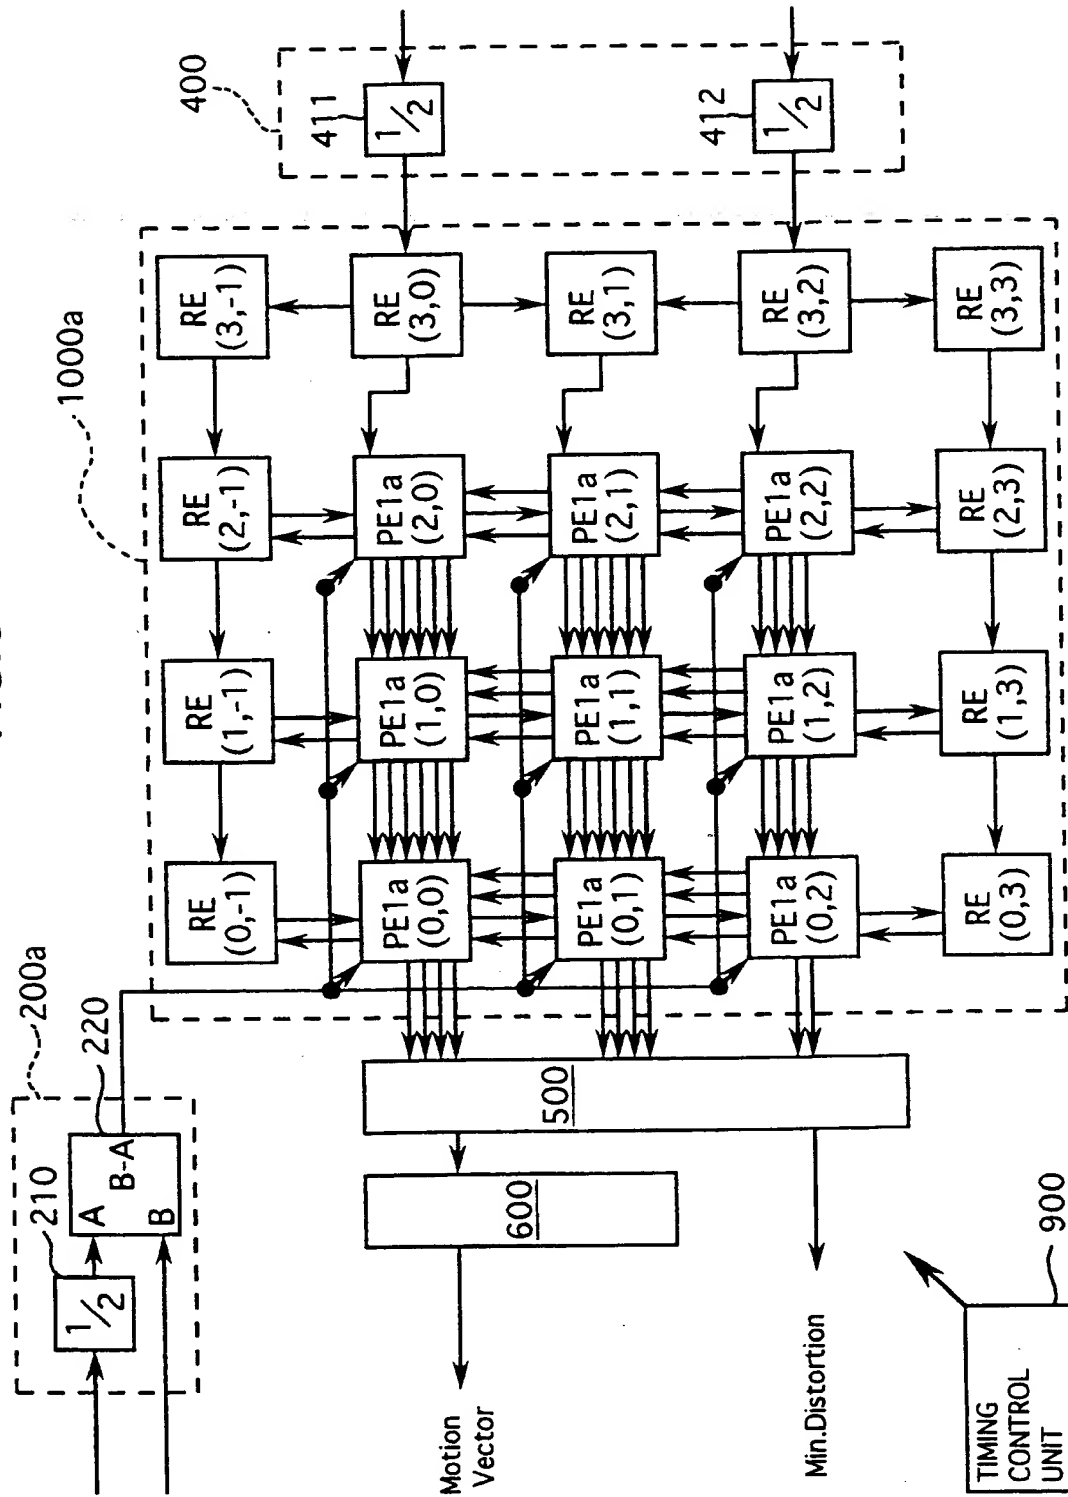 200a
210
220
1/2
A
B-A
B
1000a
400
RE
(0,-1)
RE
(1,-1)
RE
(2,-1)
RE
(3,-1)
411
1/2
Motion
Vector
600
500
PE1a
(0,0)
PE1a
(1,0)
PE1a
(2,0)
RE
(3,0)
PE1a
(0,1)
PE1a
(1,1)
PE1a
(2,1)
RE
(3,1)
412
1/2
Min.Distortion
PE1a
(0,2)
PE1a
(1,2)
PE1a
(2,2)
RE
(3,2)
RE
(0,3)
RE
(1,3)
RE
(2,3)
RE
(3,3)
TIMING
CONTROL
UNIT
900